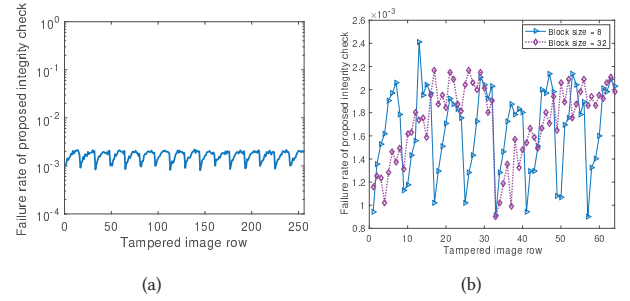 Failure rate of proposed integrity check
10^0
10^-1
10^-2
10^-3
10^-4
0 50 100 150 200 250
Tampered image row
(a)
Failure rate of proposed integrity check
×10^-3
2.6
2.4
2.2
2
1.8
1.6
1.4
1.2
1
0.8
0 10 20 30 40 50 60
Tampered image row
Block size = 8
Block size = 32
(b)